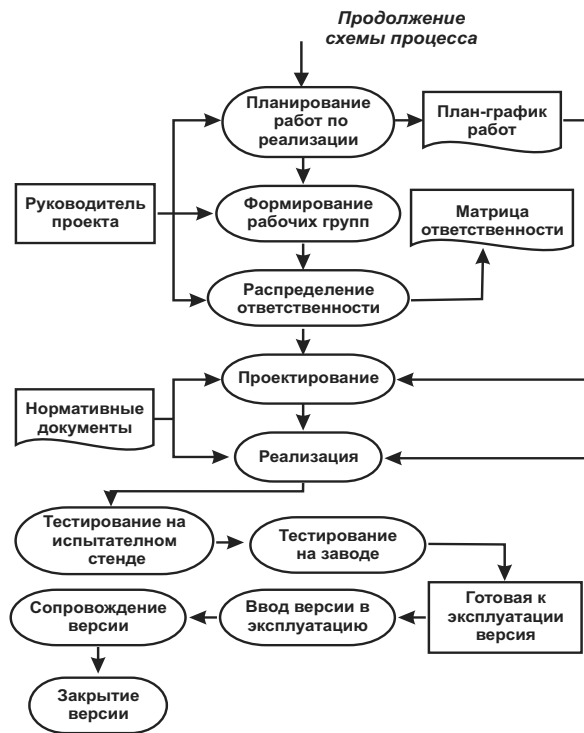 Продолжение
схемы процесса
Планирование
работ по
реализации
План-график
работ
Руководитель
проекта
Формирование
рабочих групп
Матрица
ответственности
Распределение
ответственности
Проектирование
Нормативные
документы
Реализация
Тестирование на
испытателном
стенде
Тестирование
на заводе
Готовая к
эксплуатации
версия
Ввод версии в
эксплуатацию
Сопровождение
версии
Закрытие
версии